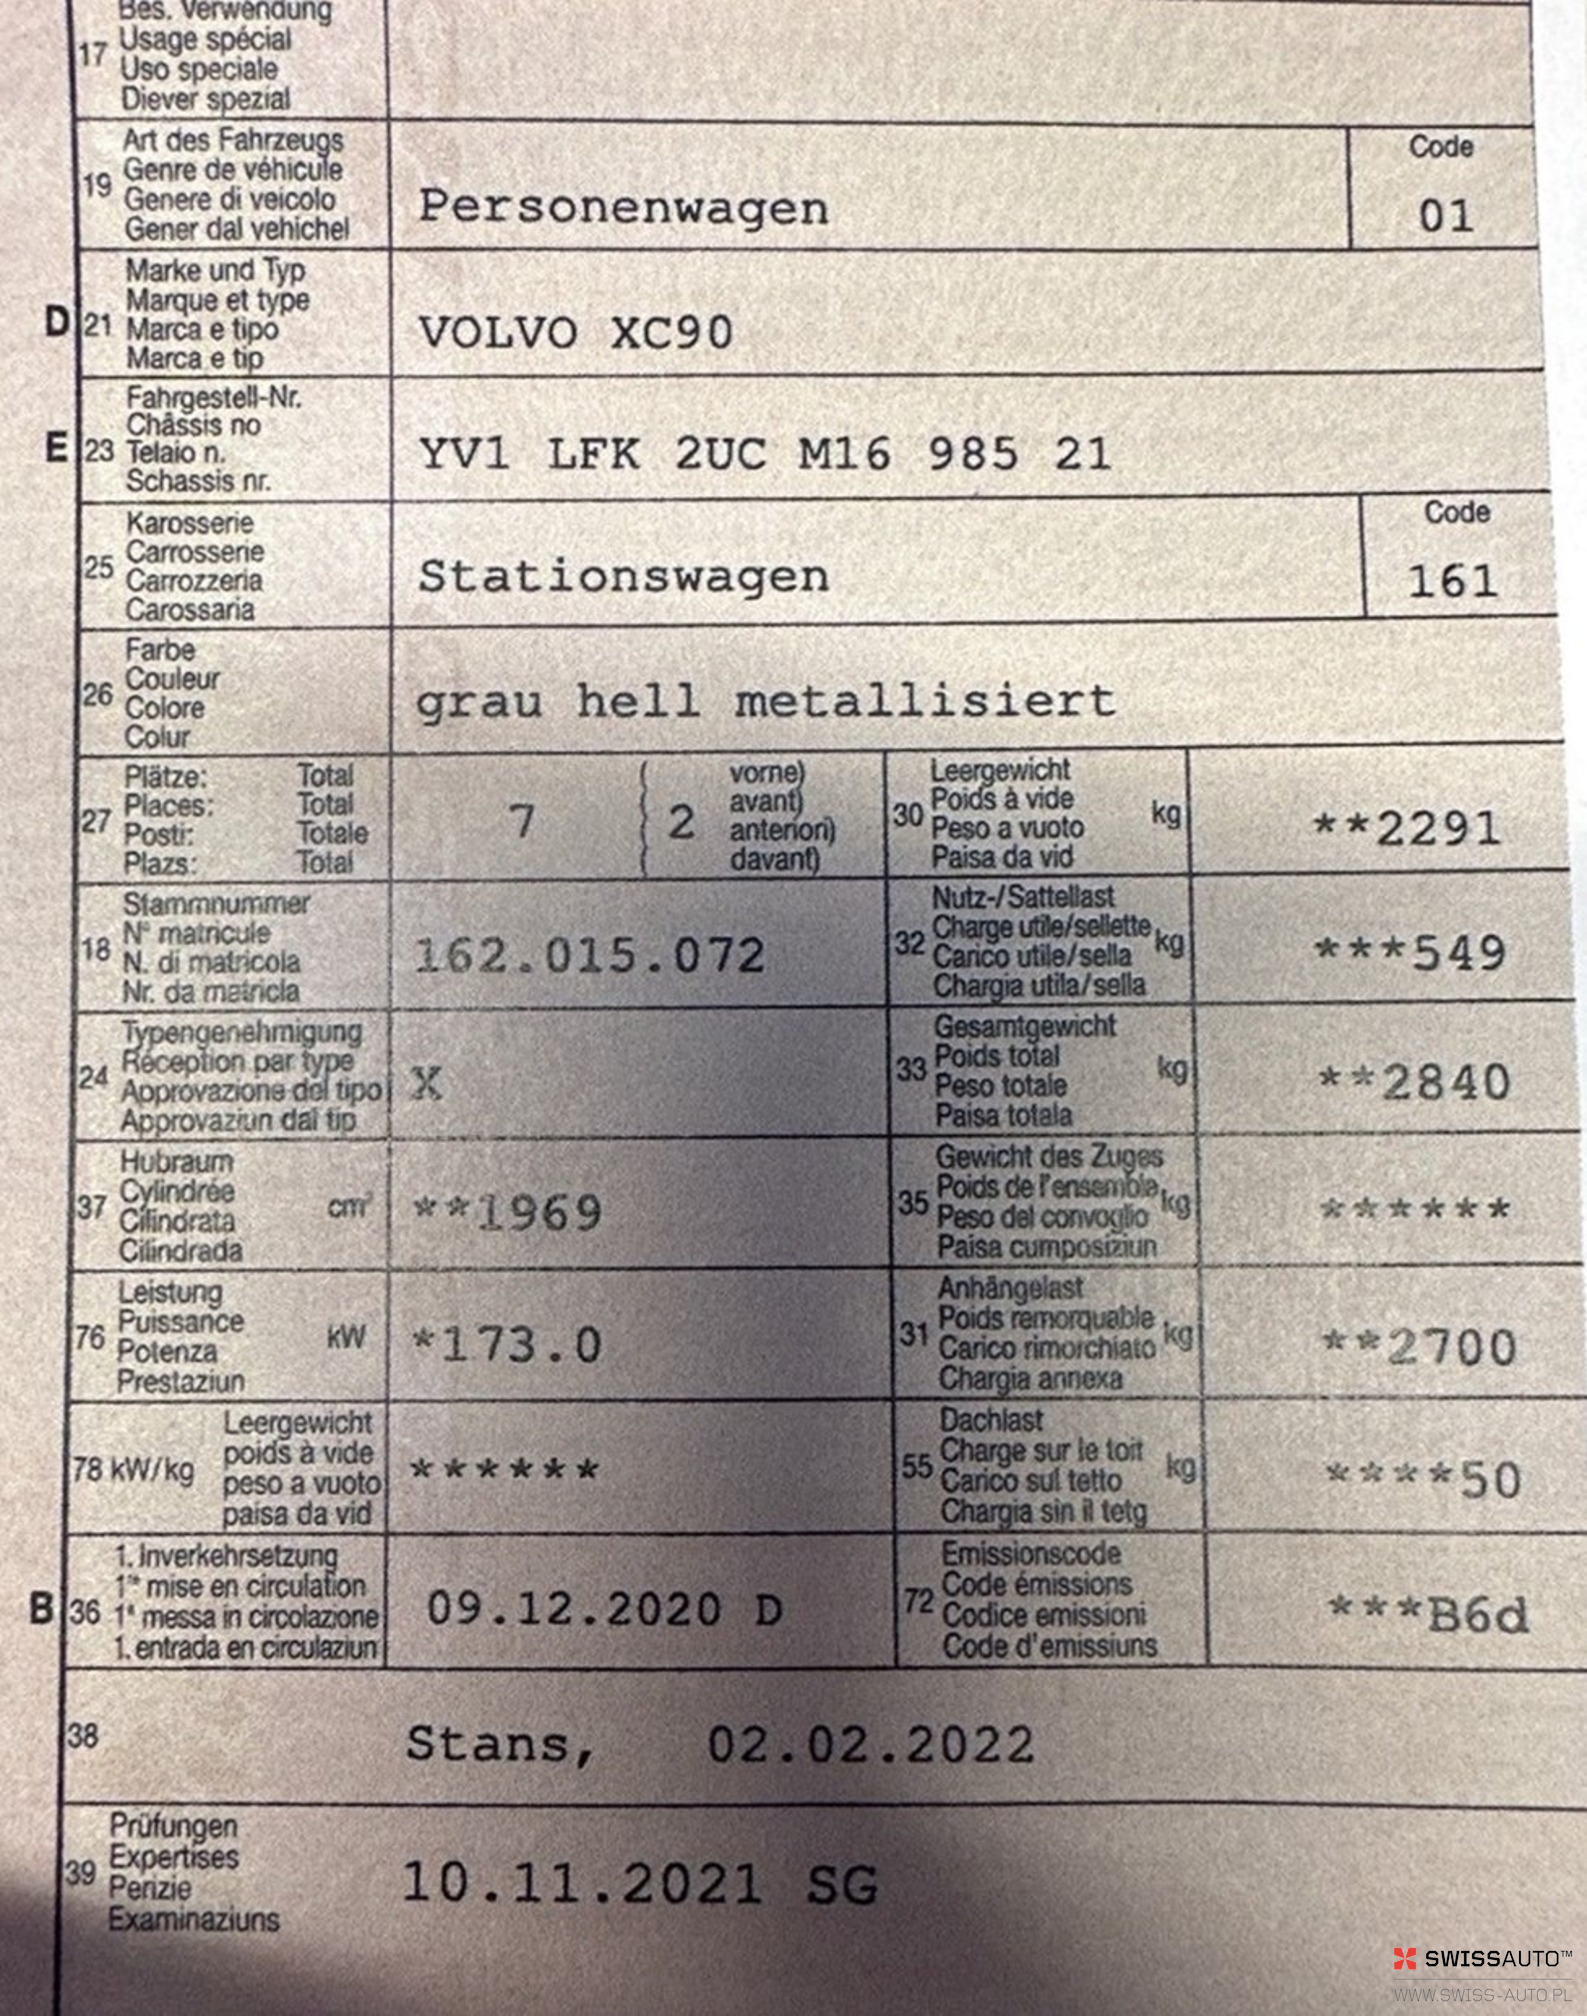 Bes. Verwendung
17 Usage spécial
Uso speciale
Diever spezial
Art des Fahrzeugs
19 Genre de véhicule
Genere di veicolo
Gener dal vehichel
Personenwagen
Code
01
Marke und Typ
D 21 Marque et type
Marca e tipo
Marca e tip
VOLVO XC90
Fahrgestell-Nr.
Châssis no
E 23 Telaio n.
Schassis nr.
YV1 LFK 2UC M16 985 21
Karosserie
25 Carrosserie
Carrozzeria
Carossaria
Stationswagen
Code
161
Farbe
26 Couleur
Colore
Colur
grau hell metallisiert
Plätze: Total
27 Places: Total
Posti: Totale
Plazs: Total
7 ( 2 vorne)
( avant)
( anteriori)
( davant)
Leergewicht
30 Poids à vide kg
Peso a vuoto
Paisa da vid
**2291
Stammnummer
18 N° matricule
N. di matricola
Nr. da matricla
162.015.072
Nutz-/Sattellast
32 Charge utile/sellette kg
Carico utile/sella
Chargia utila/sella
***549
Typengenehmigung
24 Réception par type
Approvazione del tipo
Approvaziun dal tip
X
Gesamtgewicht
33 Poids total kg
Peso totale
Paisa totala
**2840
Hubraum
37 Cylindrée cm³
Cilindrata
Cilindrada
**1969
Gewicht des Zuges
35 Poids de l'ensemble kg
Peso del convoglio
Paisa cumposiziun
******
Leistung
76 Puissance kW
Potenza
Prestaziun
*173.0
Anhängelast
31 Poids remorquable kg
Carico rimorchiato
Chargia annexa
**2700
Leergewicht
78 kW/kg poids à vide
peso a vuoto
paisa da vid
******
Dachlast
55 Charge sur le toit kg
Carico sul tetto
Chargia sin il tetg
****50
1. Inverkehrsetzung
B 36 1re mise en circulation
1a messa in circolazione
1. entrada en circulaziun
09.12.2020 D
Emissionscode
72 Code émissions
Codice emissioni
Code d'emissiuns
***B6d
38 Stans, 02.02.2022
Prüfungen
39 Expertises
Perizie
Examinaziuns
10.11.2021 SG
SWISSAUTO™
WWW.SWISS-AUTO.PL